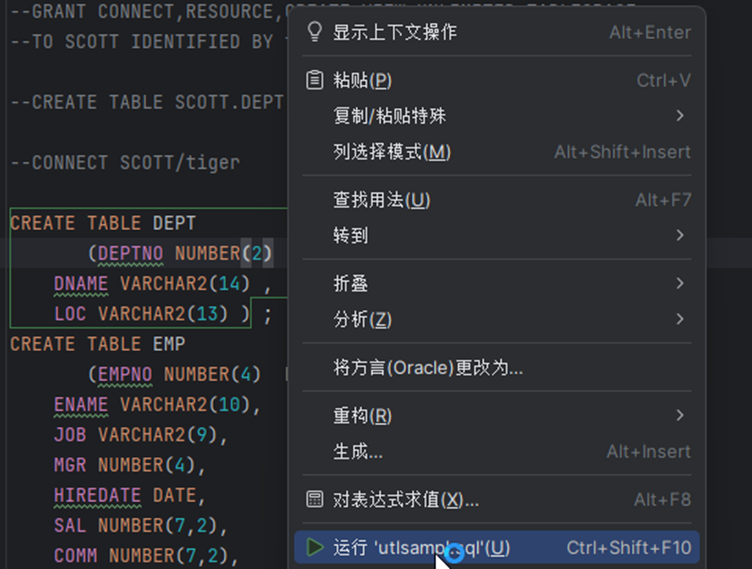 --GRANT CONNECT,RESOURCE,
--TO SCOTT IDENTIFIED BY
--CREATE TABLE SCOTT.DEPT
--CONNECT SCOTT/tiger
CREATE TABLE DEPT
(DEPTNO NUMBER(2)
DNAME VARCHAR2(14) ,
LOC VARCHAR2(13) ) ;
CREATE TABLE EMP
(EMPNO NUMBER(4)
ENAME VARCHAR2(10),
JOB VARCHAR2(9),
MGR NUMBER(4),
HIREDATE DATE,
SAL NUMBER(7,2),
COMM NUMBER(7,2),
显示上下文操作 Alt+Enter
粘贴(P) Ctrl+V
复制/粘贴特殊
列选择模式(M) Alt+Shift+Insert
查找用法(U) Alt+F7
转到
折叠
分析(Z)
将方言(Oracle)更改为...
重构(R)
生成... Alt+Insert
对表达式求值(X)... Alt+F8
运行 'utlsampl.sql'(U) Ctrl+Shift+F10